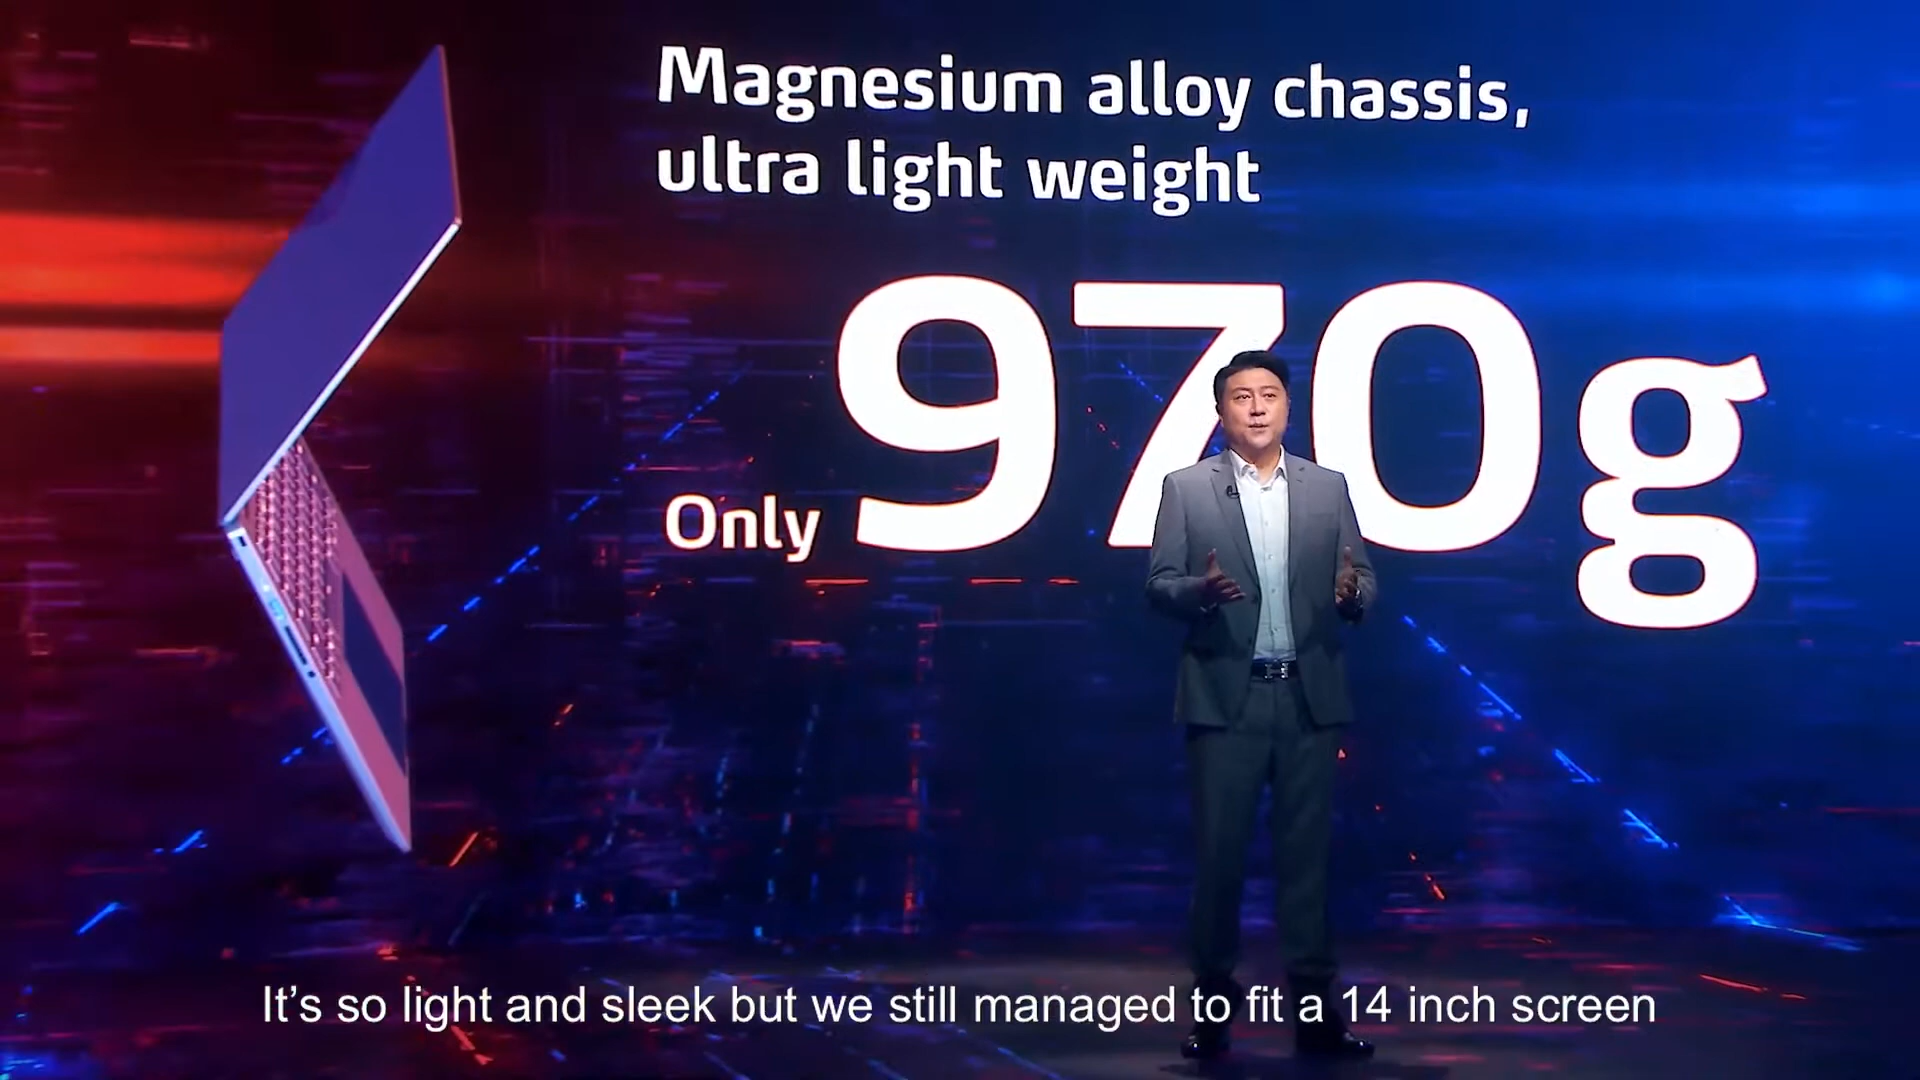 Magnesium alloy chassis,
ultra light weight
Only 970g
It's so light and sleek but we still managed to fit a 14 inch screen